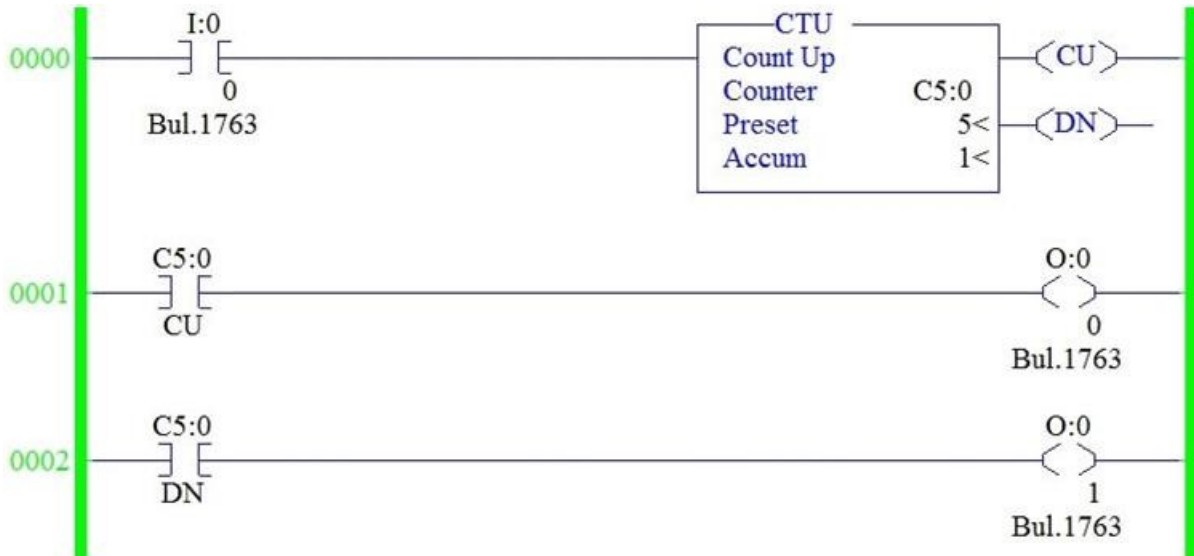 I:0
0000
0
Bul.1763
CTU
Count Up
Counter C5:0
Preset 5<
Accum 1<
CU
DN
C5:0
0001
CU
O:0
0
Bul.1763
C5:0
0002
DN
O:0
1
Bul.1763